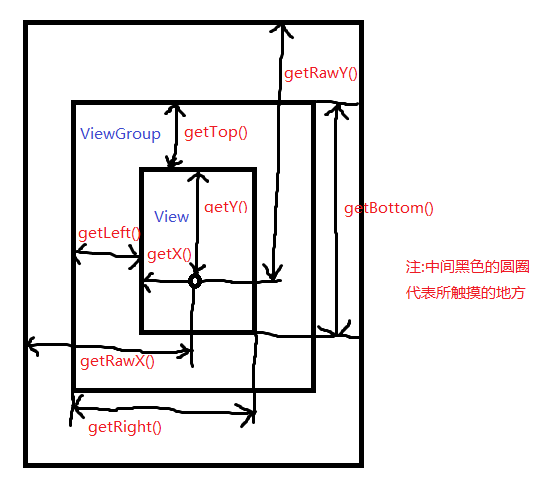 getRawY()
ViewGroup
getTop()
View
getY()
getBottom()
getLeft()
getX()
注:中间黑色的圆圈
代表所触摸的地方
getRawX()
getRight()